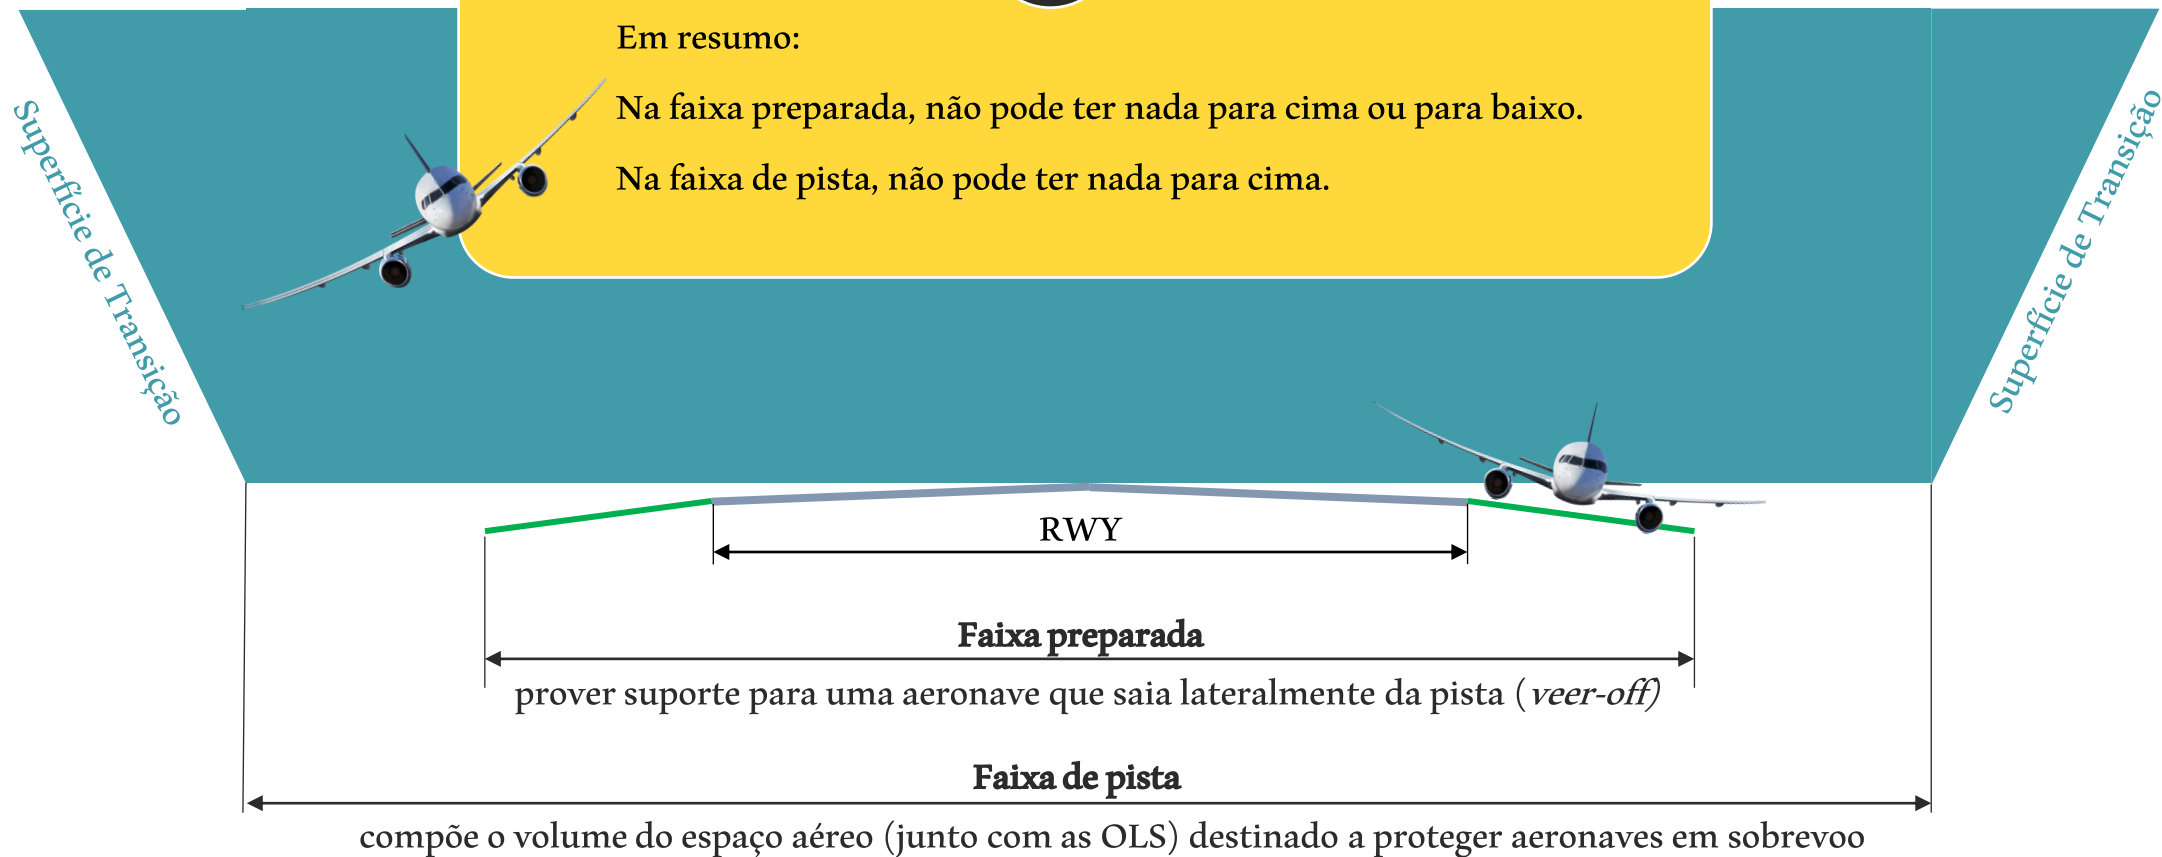 Em resumo:
Na faixa preparada, não pode ter nada para cima ou para baixo.
Na faixa de pista, não pode ter nada para cima.
Superfície de Transição
Superfície de Transição
RWY
Faixa preparada
prover suporte para uma aeronave que saia lateralmente da pista (veer-off)
Faixa de pista
compõe o volume do espaço aéreo (junto com as OLS) destinado a proteger aeronaves em sobrevoo